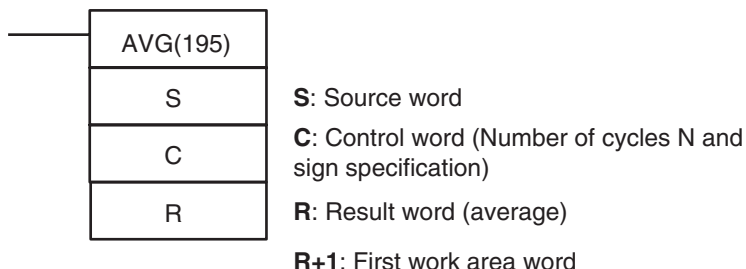 AVG(195)
S
S: Source word
C
C: Control word (Number of cycles N and
sign specification)
R
R: Result word (average)
R+1: First work area word